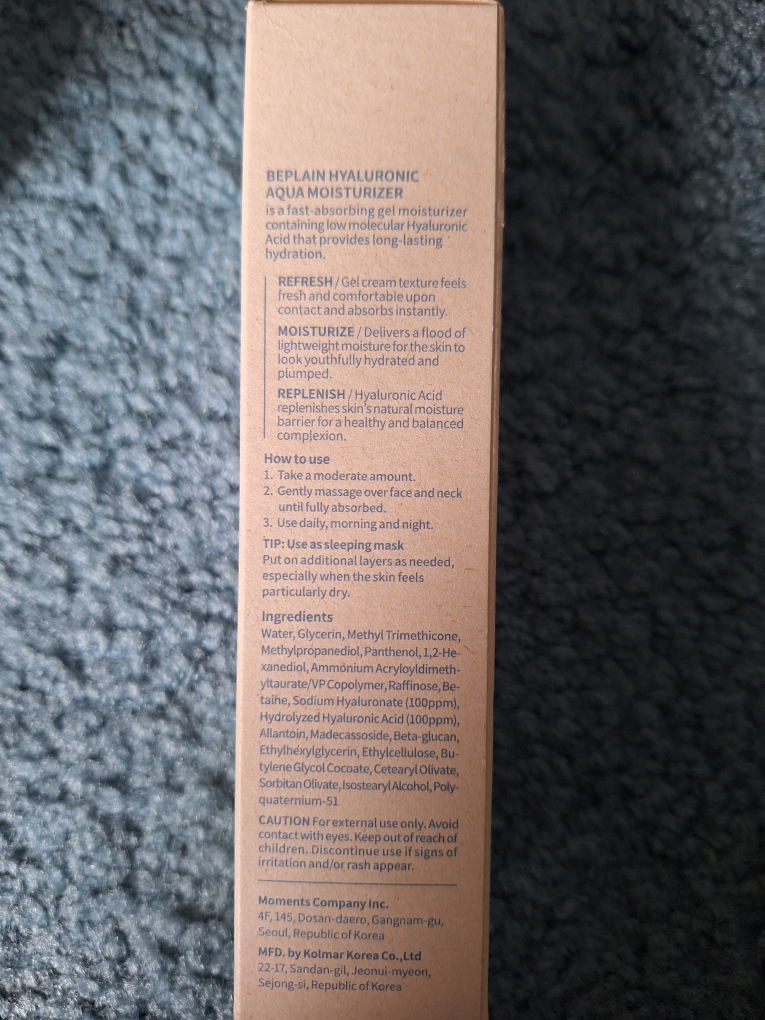 BEPLAIN HYALURONIC
AQUA MOISTURIZER
is a fast-absorbing gel moisturizer
containing low molecular Hyaluronic
Acid that provides long-lasting
hydration.
REFRESH / Gel cream texture feels
fresh and comfortable upon
contact and absorbs instantly.
MOISTURIZE / Delivers a flood of
lightweight moisture for the skin to
look youthfully hydrated and
plumped.
REPLENISH / Hyaluronic Acid
replenishes skin's natural moisture
barrier for a healthy and balanced
complexion.
How to use
1. Take a moderate amount.
2. Gently massage over face and neck
until fully absorbed.
3. Use daily, morning and night.
TIP: Use as sleeping mask
Put on additional layers as needed,
especially when the skin feels
particularly dry.
Ingredients
Water, Glycerin, Methyl Trimethicone,
Methylpropanediol, Panthenol, 1,2-He-
xanediol, Ammonium Acryloyldimeth-
yltaurate/VP Copolymer, Raffinose, Be-
taine, Sodium Hyaluronate (100ppm),
Hydrolyzed Hyaluronic Acid (100ppm),
Allantoin, Madecassoside, Beta-glucan,
Ethylhexylglycerin, Ethylcellulose, Bu-
tylene Glycol Cocoate, Cetearyl Olivate,
Sorbitan Olivate, Isostearyl Alcohol, Poly-
quaternium-51
CAUTION For external use only. Avoid
contact with eyes. Keep out of reach of
children. Discontinue use if signs of
irritation and/or rash appear.
Moments Company Inc.
4F, 145, Dosan-daero, Gangnam-gu,
Seoul, Republic of Korea
MFD. by Kolmar Korea Co.,Ltd
22-17, Sandan-gil, Jeonui-myeon,
Sejong-si, Republic of Korea